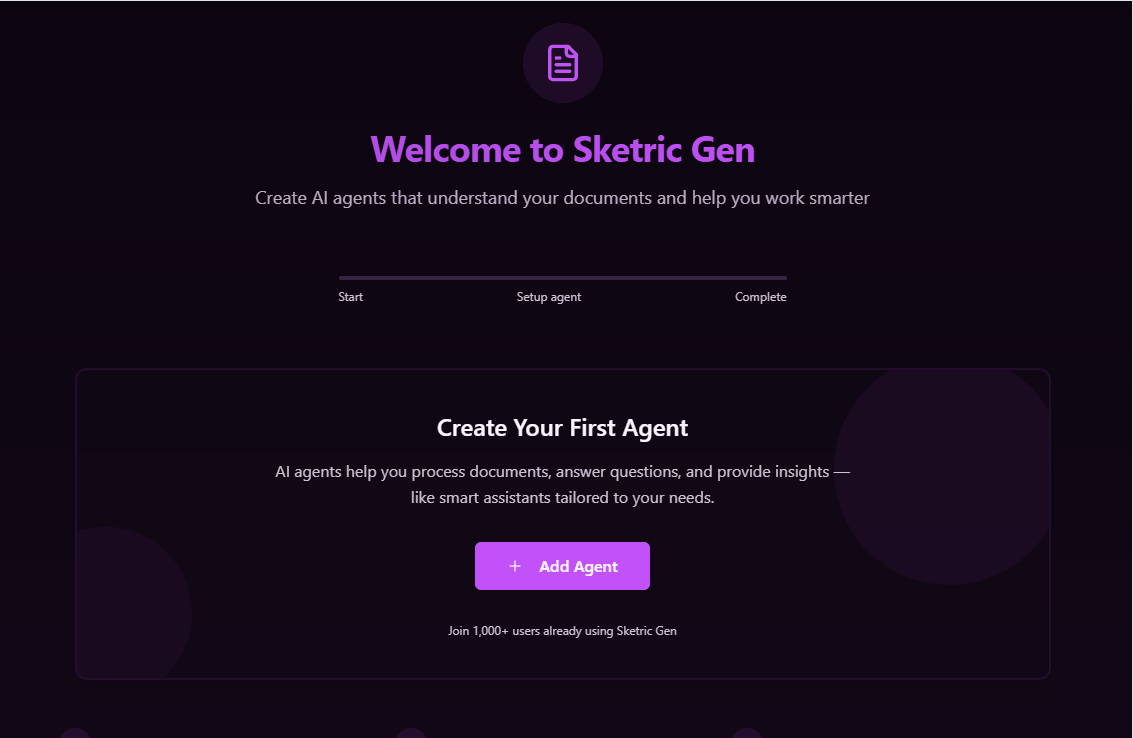 Welcome to Sketric Gen
Create AI agents that understand your documents and help you work smarter
Start
Setup agent
Complete
Create Your First Agent
AI agents help you process documents, answer questions, and provide insights —
like smart assistants tailored to your needs.
+ Add Agent
Join 1,000+ users already using Sketric Gen